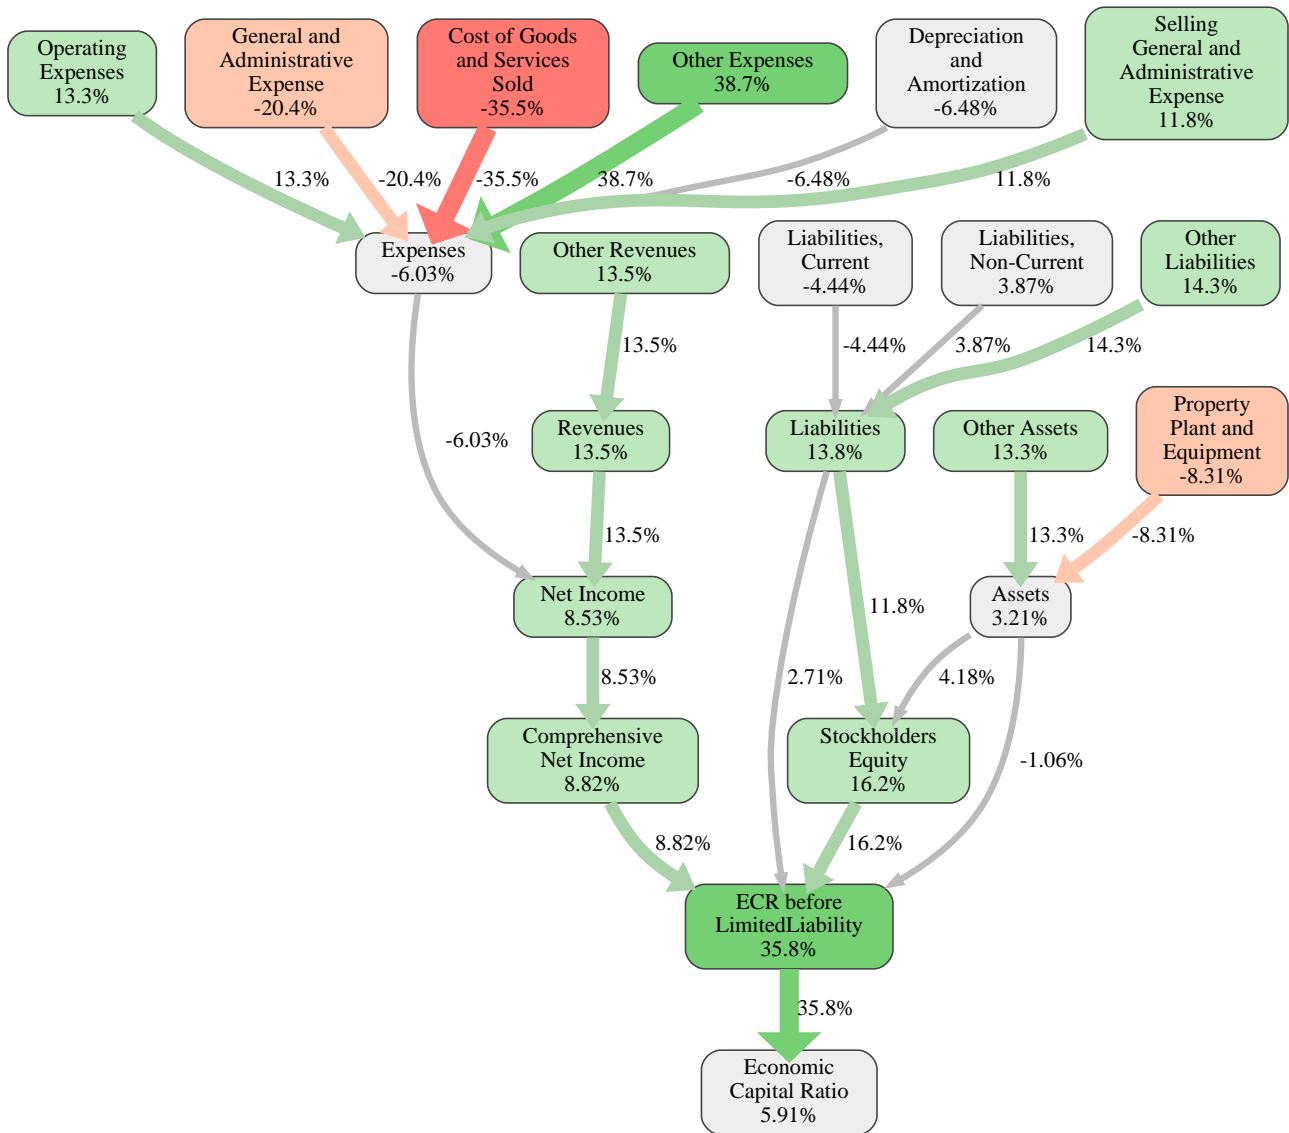 Operating
Expenses
13.3%
General and
Administrative
Expense
-20.4%
Cost of Goods
and Services
Sold
-35.5%
Other Expenses
38.7%
Depreciation
and
Amortization
-6.48%
Selling
General and
Administrative
Expense
11.8%
13.3%
-20.4%
-35.5%
38.7%
-6.48%
11.8%
Expenses
-6.03%
Other Revenues
13.5%
Liabilities,
Current
-4.44%
Liabilities,
Non-Current
3.87%
Other
Liabilities
14.3%
13.5%
-4.44%
3.87%
14.3%
-6.03%
Revenues
13.5%
Liabilities
13.8%
Other Assets
13.3%
Property
Plant and
Equipment
-8.31%
13.5%
13.3%
-8.31%
Net Income
8.53%
11.8%
Assets
3.21%
8.53%
2.71%
4.18%
-1.06%
Comprehensive
Net Income
8.82%
Stockholders
Equity
16.2%
8.82%
16.2%
ECR before
LimitedLiability
35.8%
35.8%
Economic
Capital Ratio
5.91%